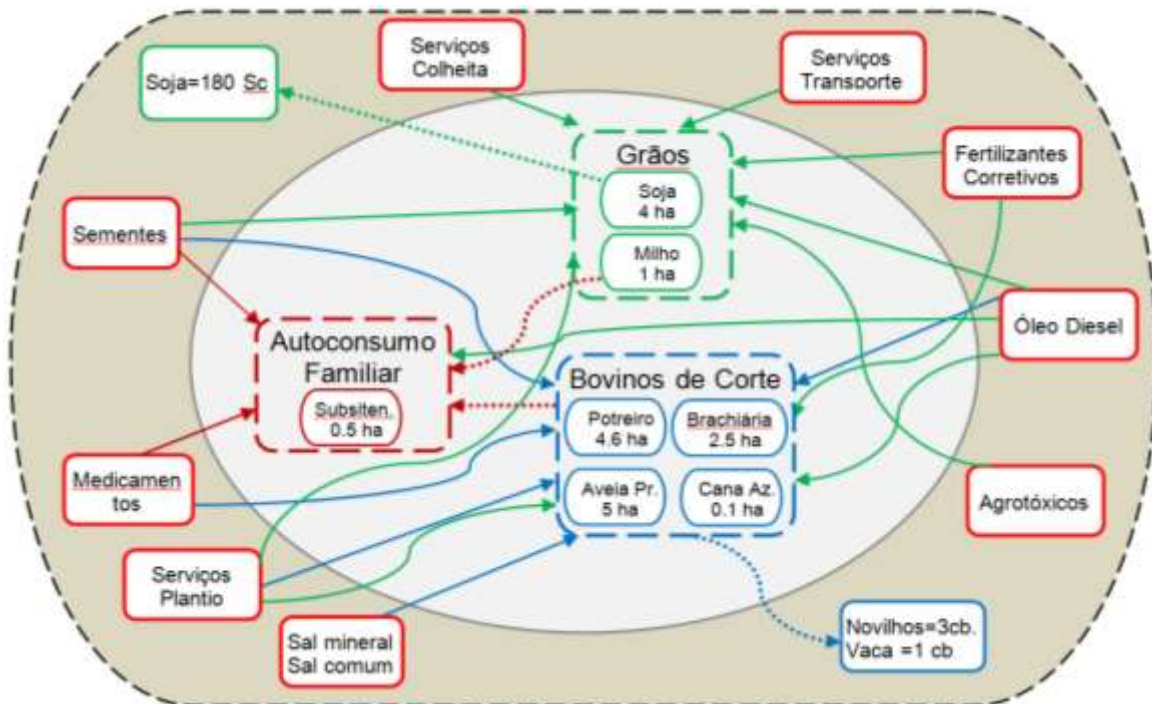 Serviços
Colheita
Serviços
Transoorte
Soja=180 Sc
Grãos
Soja
4 ha
Milho
1 ha
Fertilizantes
Corretivos
Sementes
Autoconsumo
Familiar
Subsiten.
0.5 ha
Óleo Diesel
Bovinos de Corte
Potreiro
4.6 ha
Brachiária
2.5 ha
Aveia Pr.
5 ha
Cana Az.
0.1 ha
Medicamen
tos
Agrotóxicos
Serviços
Plantio
Sal mineral
Sal comum
Novilhos=3cb.
Vaca =1 cb